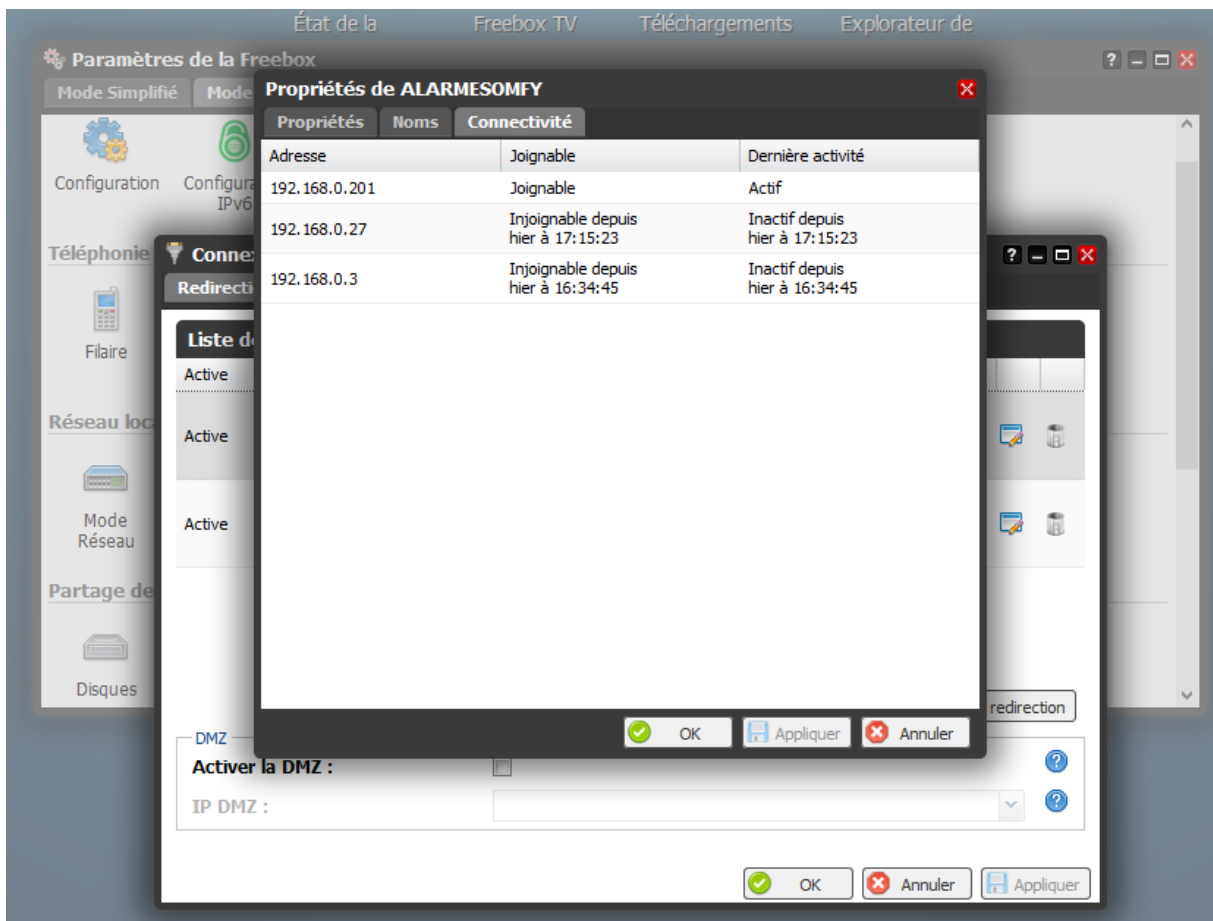 État de la Freebox TV Téléchargements Explorateur de
Paramètres de la Freebox
Mode Simplifié Mode
Propriétés de ALARMESOMFY
Propriétés Noms Connectivité
Adresse Joignable Dernière activité
192.168.0.201 Joignable Actif
192.168.0.27 Injoignable depuis hier à 17:15:23 Inactif depuis hier à 17:15:23
192.168.0.3 Injoignable depuis hier à 16:34:45 Inactif depuis hier à 16:34:45
OK Appliquer Annuler
Configuration
IPv6
Téléphonie
Filaire
Réseau
Mode
Réseau
Partage de
Disques
Liste
Active
Active
Active
redirection
DMZ
Activer la DMZ :
IP DMZ :
OK Annuler Appliquer